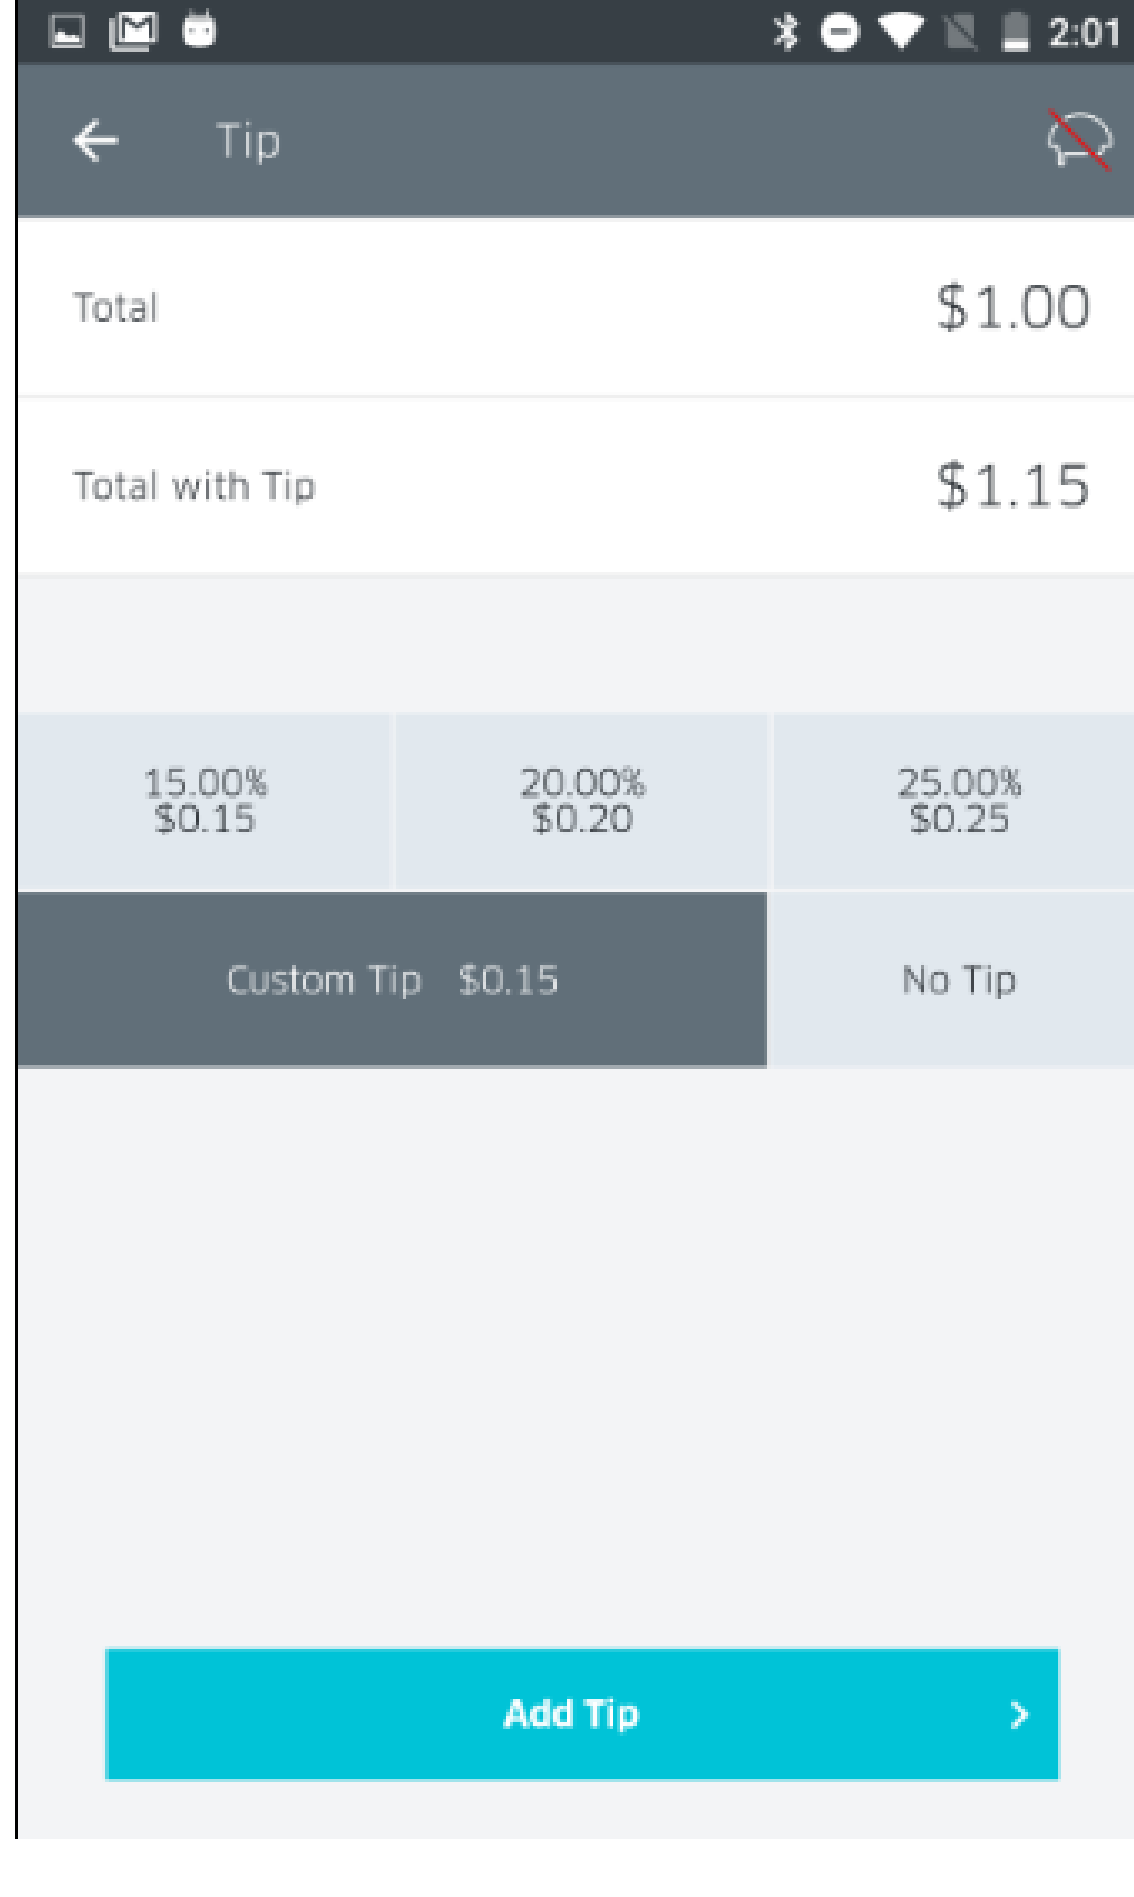 2:01
Tip
Total $1.00
Total with Tip $1.15
15.00% 20.00% 25.00%
$0.15 $0.20 $0.25
Custom Tip $0.15 No Tip
Add Tip